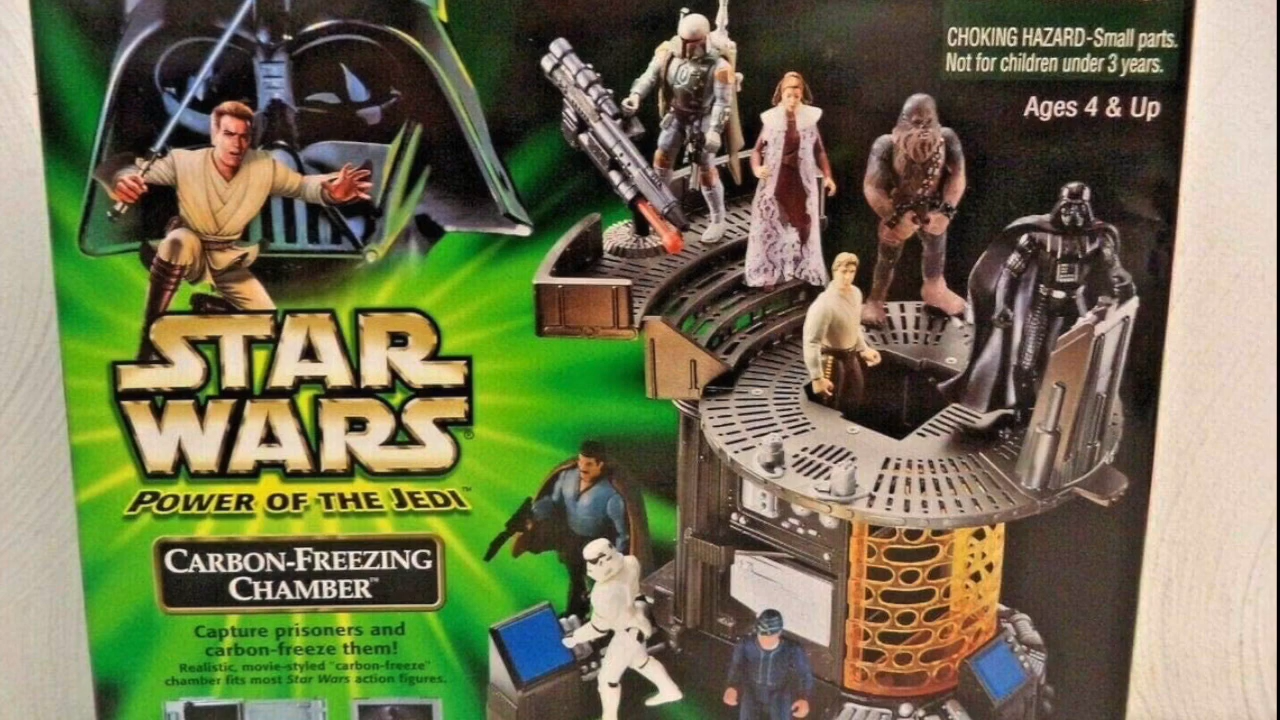 CHOKING HAZARD-Small parts.
Not for children under 3 years.
Ages 4 & Up
STAR
WARS®
POWER OF THE JEDI™
CARBON-FREEZING
CHAMBER™
Capture prisoners and
carbon-freeze them!
Realistic, movie-styled "carbon-freeze"
chamber fits most Star Wars action figures.